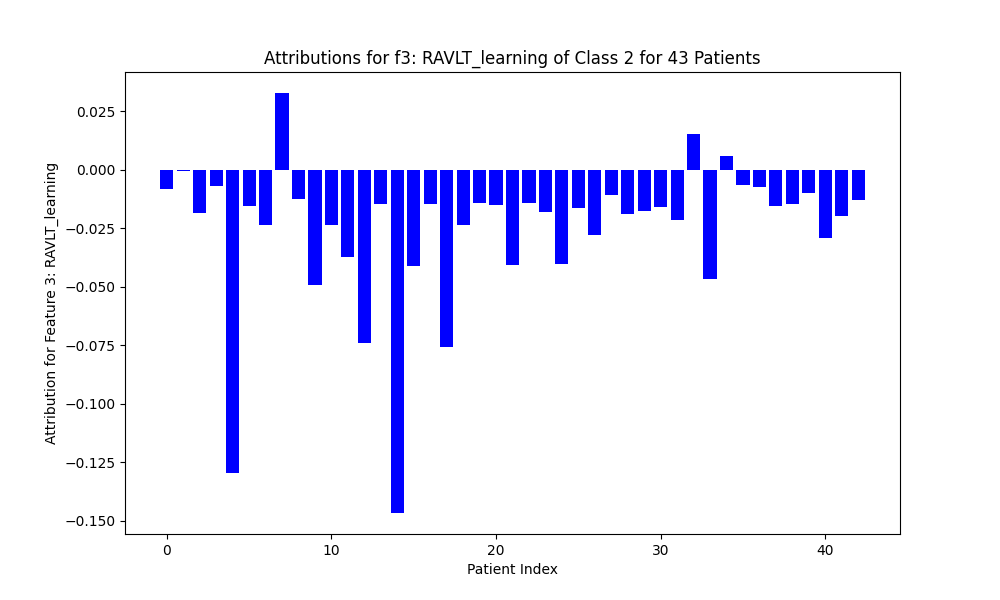 Attributions for f3: RAVLT_learning of Class 2 for 43 Patients
Attribution for Feature 3: RAVLT_learning
0.025
0.000
−0.025
−0.050
−0.075
−0.100
−0.125
−0.150
0 10 20 30 40
Patient Index